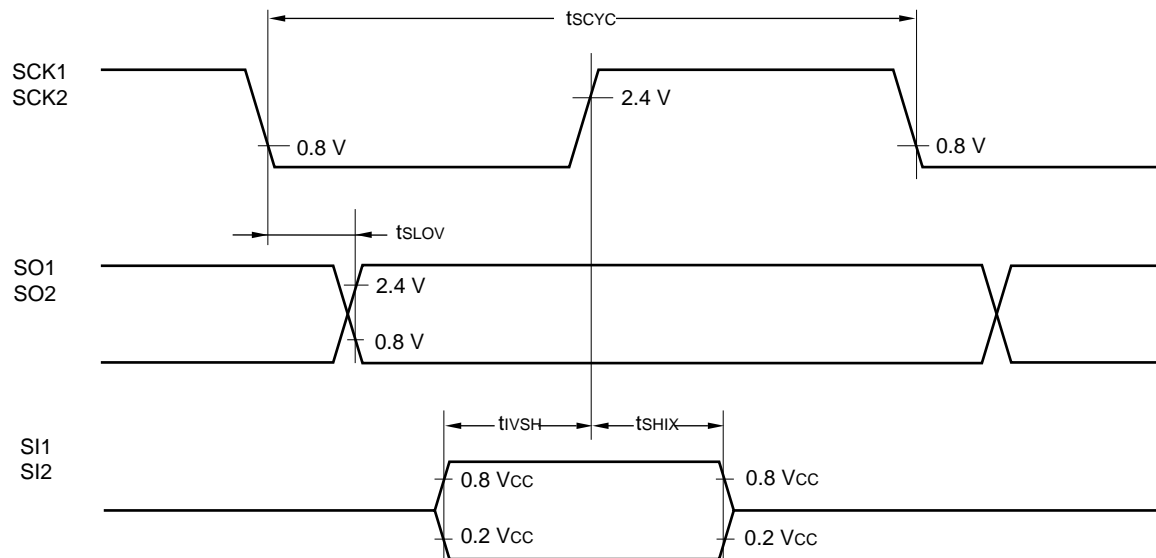 tSCYC
SCK1
SCK2
2.4 V
0.8 V
0.8 V
tSLOV
SO1
SO2
2.4 V
0.8 V
tIVSH
tSHIX
SI1
SI2
0.8 VCC
0.8 VCC
0.2 VCC
0.2 VCC